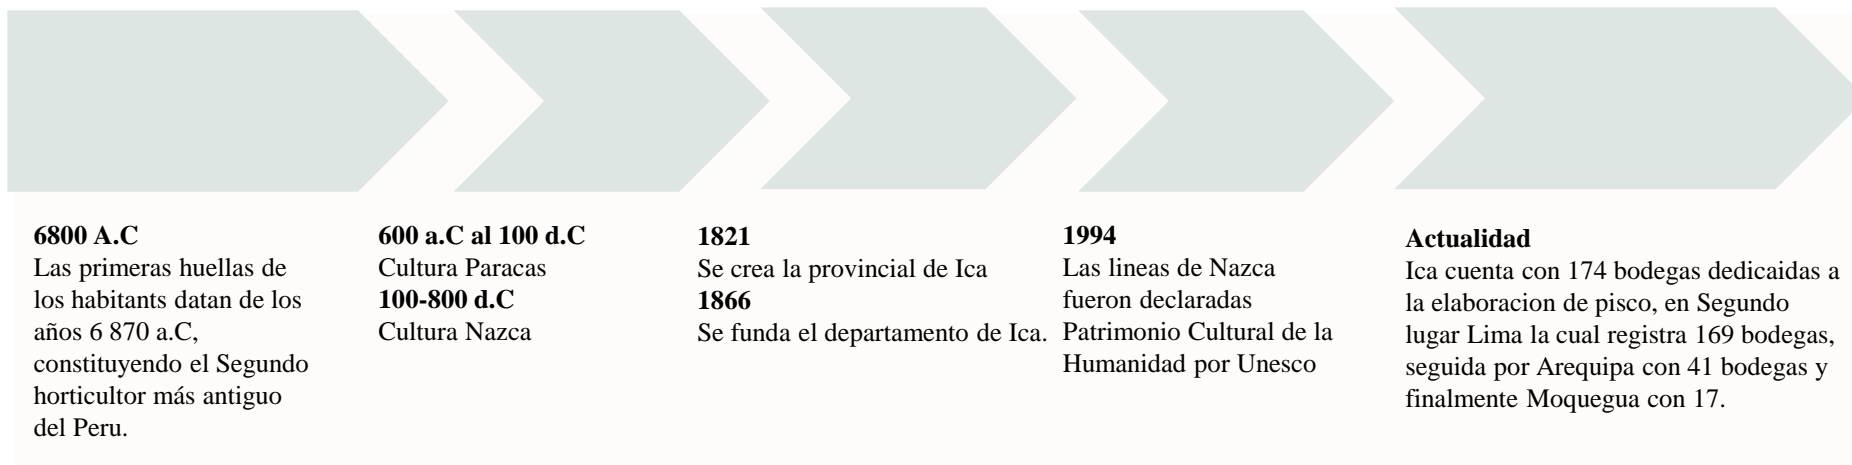 6800 A.C
Las primeras huellas de
los habitants datan de los
años 6 870 a.C,
constituyendo el Segundo
horticultor más antiguo
del Peru.
600 a.C al 100 d.C
Cultura Paracas
100-800 d.C
Cultura Nazca
1821
Se crea la provincial de Ica
1866
Se funda el departamento de Ica.
1994
Las lineas de Nazca
fueron declaradas
Patrimonio Cultural de la
Humanidad por Unesco
Actualidad
Ica cuenta con 174 bodegas dedicaidas a
la elaboracion de pisco, en Segundo
lugar Lima la cual registra 169 bodegas,
seguida por Arequipa con 41 bodegas y
finalmente Moquegua con 17.